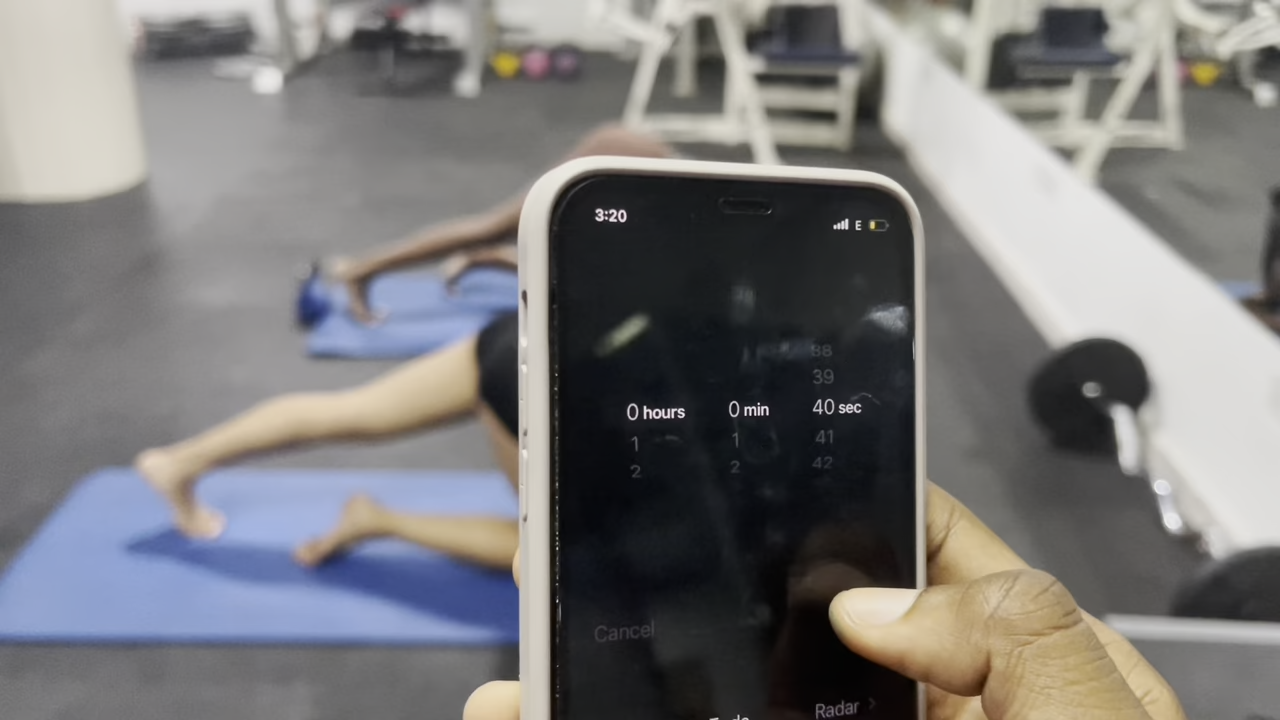 3:20 E
38
39
0 hours 0 min 40 sec
1 1 41
2 2 42
Cancel
Radar